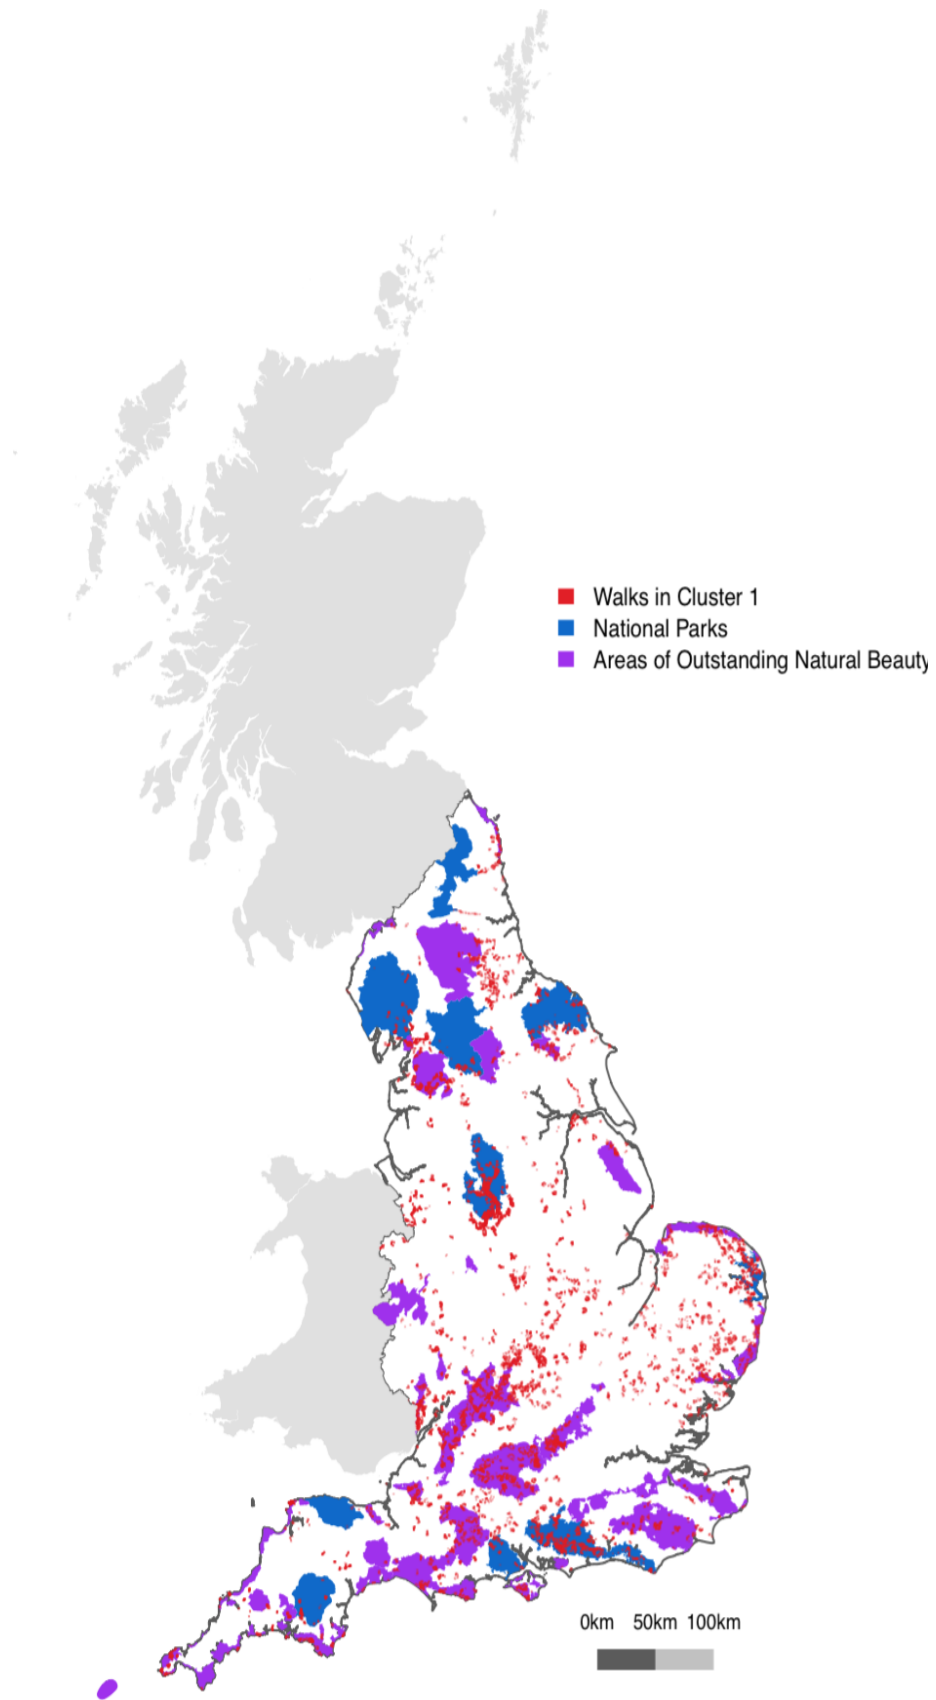 Walks in Cluster 1
National Parks
Areas of Outstanding Natural Beauty
0km 50km 100km